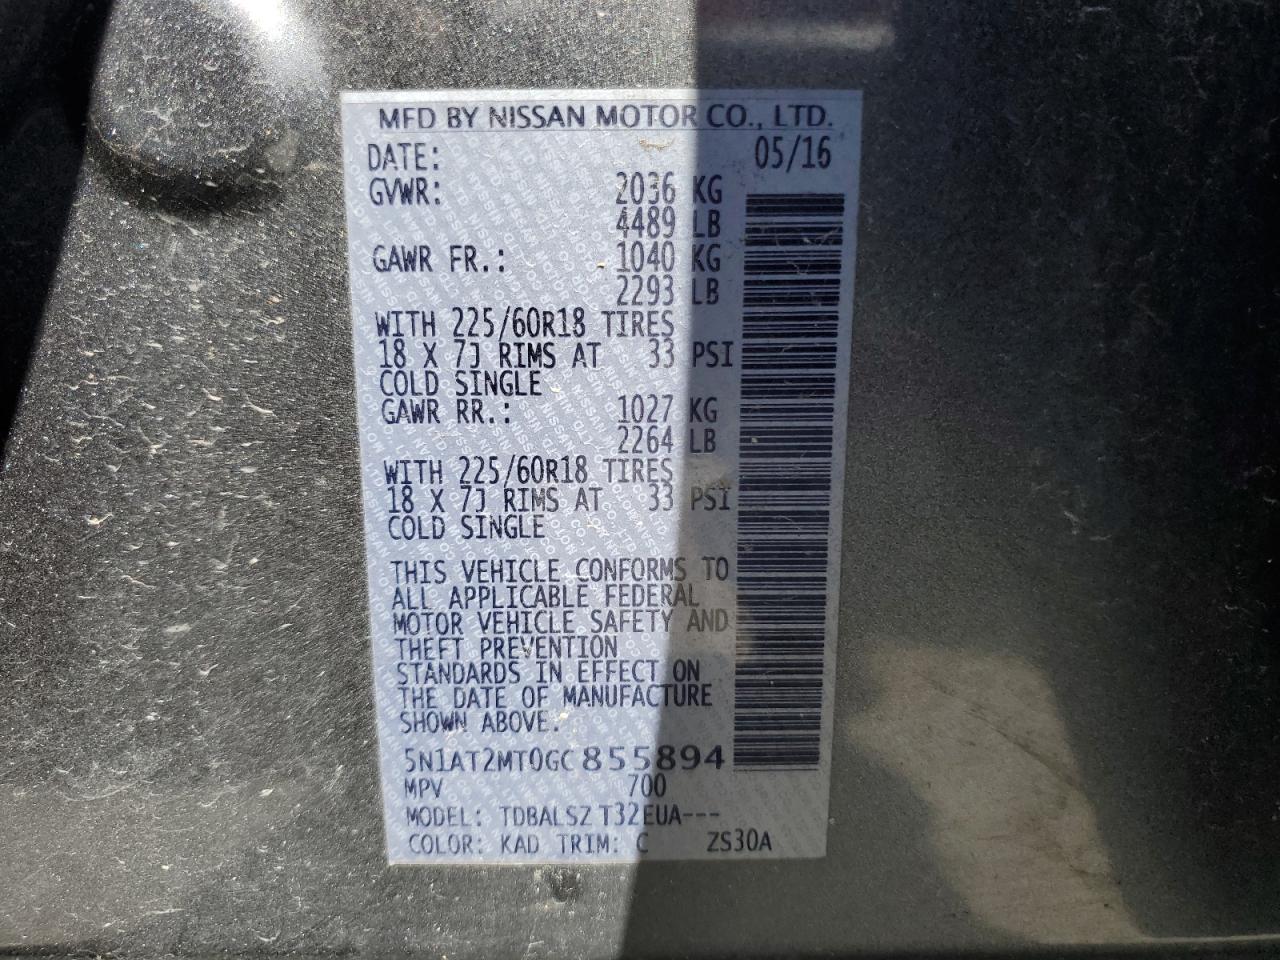 MFD BY NISSAN MOTOR CO., LTD.
DATE: 05/16
GVWR: 2036 KG
4489 LB
GAWR FR.: 1040 KG
2293 LB
WITH 225/60R18 TIRES
18 X 7J RIMS AT 33 PSI
COLD SINGLE
GAWR RR.: 1027 KG
2264 LB
WITH 225/60R18 TIRES
18 X 7J RIMS AT 33 PSI
COLD SINGLE
THIS VEHICLE CONFORMS TO
ALL APPLICABLE FEDERAL
MOTOR VEHICLE SAFETY AND
THEFT PREVENTION
STANDARDS IN EFFECT ON
THE DATE OF MANUFACTURE
SHOWN ABOVE.
5N1AT2MT0GC855894
MPV 700
MODEL: TDBALSZ T32EUA---
COLOR: KAD TRIM: C ZS30A